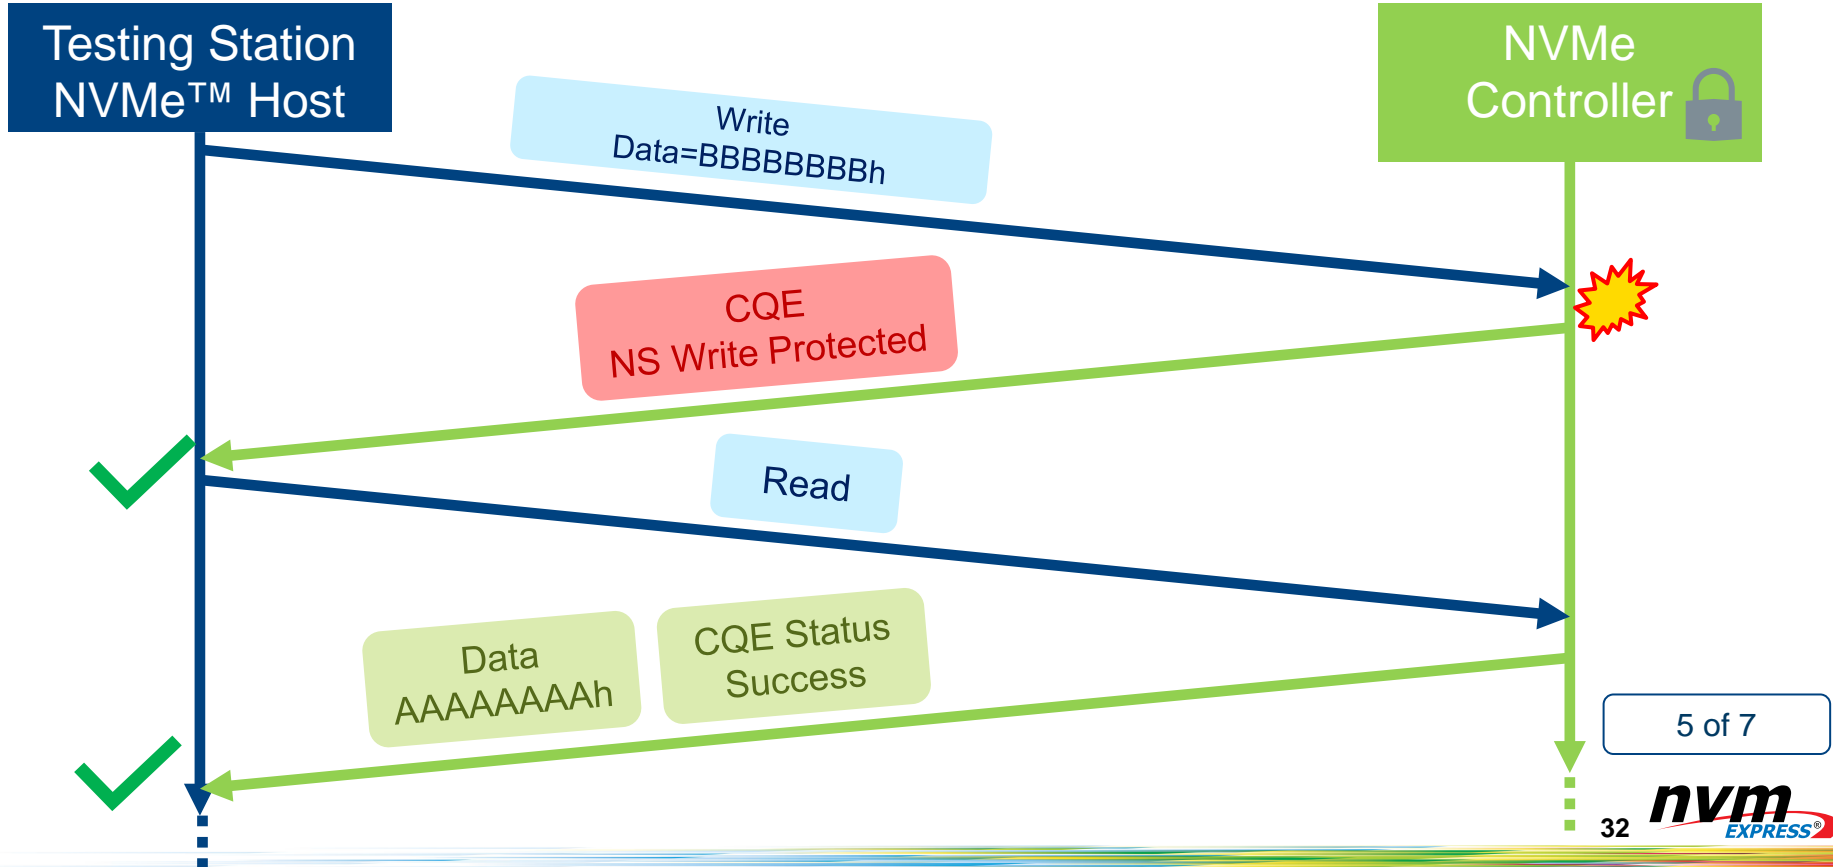 Testing Station
NVMe™ Host
NVMe
Controller
Write
Data=BBBBBBBBh
CQE
NS Write Protected
Read
Data
AAAAAAAAh
CQE Status
Success
5 of 7
32
nvm
EXPRESS®